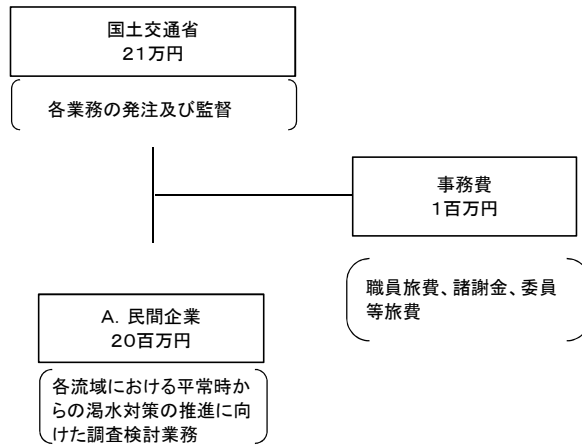 国土交通省
21万円
各業務の発注及び監督
事務費
1百万円
職員旅費、諸謝金、委員
等旅費
A. 民間企業
20百万円
各流域における平常時か
らの渇水対策の推進に向
けた調査検討業務